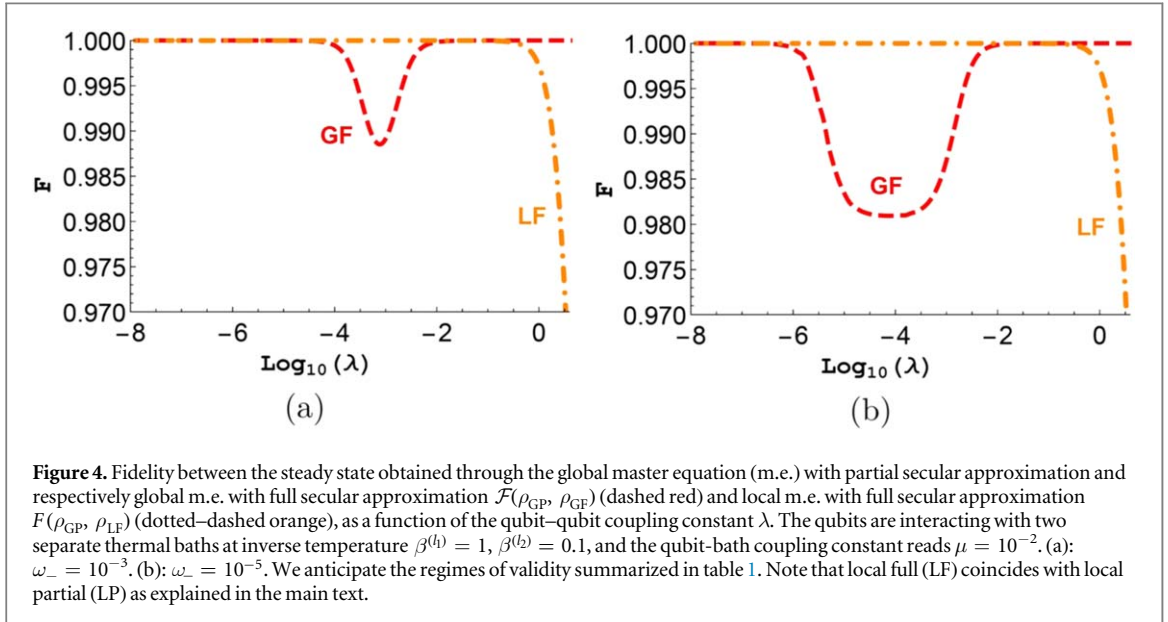 1.000
0.995
0.990
0.985
0.980
0.975
0.970
F
GF
LF
−8
−6
−4
−2
0
Log₁₀ (λ)
(a)
1.000
0.995
0.990
0.985
0.980
0.975
0.970
F
GF
LF
−8
−6
−4
−2
0
Log₁₀ (λ)
(b)
Figure 4. Fidelity between the steady state obtained through the global master equation (m.e.) with partial secular approximation and
respectively global m.e. with full secular approximation ℱ(ρ_GP, ρ_GF) (dashed red) and local m.e. with full secular approximation
F(ρ_GP, ρ_LF) (dotted–dashed orange), as a function of the qubit–qubit coupling constant λ. The qubits are interacting with two
separate thermal baths at inverse temperature β^(l₁) = 1, β^(l₂) = 0.1, and the qubit-bath coupling constant reads μ = 10⁻². (a):
ω₋ = 10⁻³. (b): ω₋ = 10⁻⁵. We anticipate the regimes of validity summarized in table 1. Note that local full (LF) coincides with local
partial (LP) as explained in the main text.